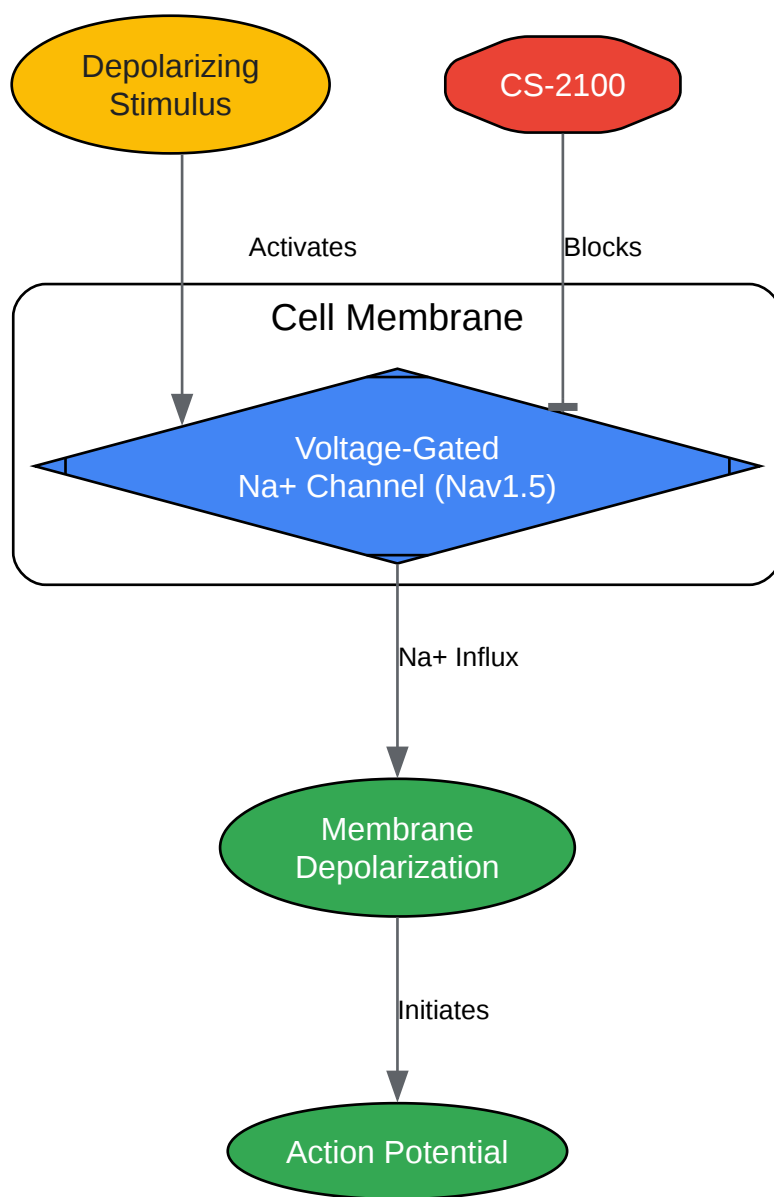 Depolarizing
Stimulus
CS-2100
Activates
Blocks
Cell Membrane
Voltage-Gated
Na+ Channel (Nav1.5)
Na+ Influx
Membrane
Depolarization
Initiates
Action Potential